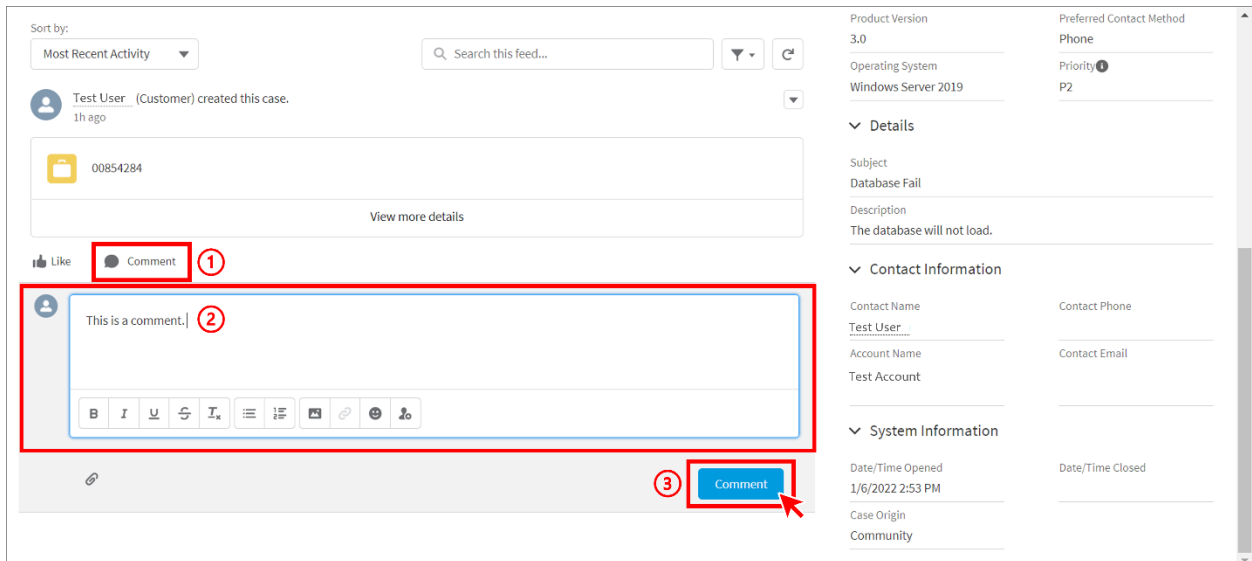 Sort by:
Most Recent Activity
Search this feed...
Test User (Customer) created this case.
1h ago
00854284
View more details
Like
Comment
1
This is a comment.
2
B I U S Tx
3
Comment
Product Version
3.0
Preferred Contact Method
Phone
Operating System
Windows Server 2019
Priority
P2
Details
Subject
Database Fail
Description
The database will not load.
Contact Information
Contact Name
Test User
Contact Phone
Account Name
Test Account
Contact Email
System Information
Date/Time Opened
1/6/2022 2:53 PM
Date/Time Closed
Case Origin
Community